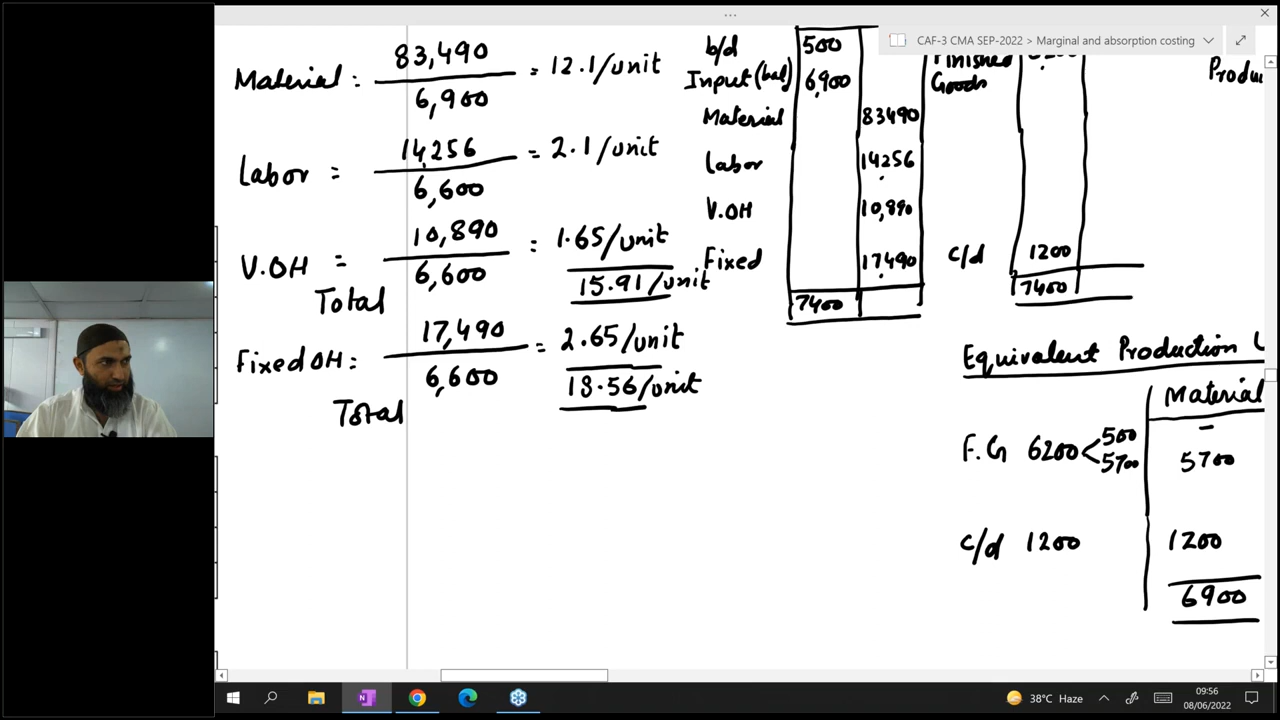 CAF-3 CMA SEP-2022 > Marginal and absorption costing
Material = 83,490 / 6,900 = 12.1/unit
Labor = 14,256 / 6,600 = 2.1/unit
V.OH = 10,890 / 6,600 = 1.65/unit
Total 15.91/unit
Fixed OH = 17,490 / 6,600 = 2.65/unit
Total 18.56/unit
b/d 500
Input (bal) 6,900
Material 83490
Labor 14256
V.OH 10,890
Fixed 17,490
7400
Finished
Goods
c/d 1200
7400
Equivalent Production
Material
F.G 6200 500 -
5700 5700
c/d 1200 1200
6900
38°C Haze
09:56
08/06/2022